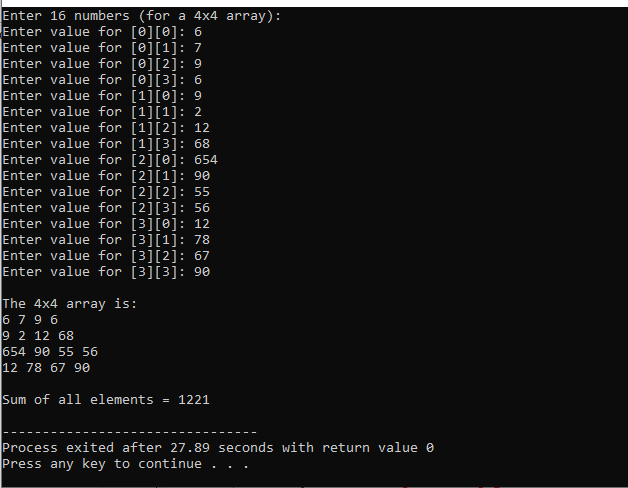 Enter 16 numbers (for a 4x4 array):
Enter value for [0][0]: 6
Enter value for [0][1]: 7
Enter value for [0][2]: 9
Enter value for [0][3]: 6
Enter value for [1][0]: 9
Enter value for [1][1]: 2
Enter value for [1][2]: 12
Enter value for [1][3]: 68
Enter value for [2][0]: 654
Enter value for [2][1]: 90
Enter value for [2][2]: 55
Enter value for [2][3]: 56
Enter value for [3][0]: 12
Enter value for [3][1]: 78
Enter value for [3][2]: 67
Enter value for [3][3]: 90
The 4x4 array is:
6 7 9 6
9 2 12 68
654 90 55 56
12 78 67 90
Sum of all elements = 1221
--------------------------------
Process exited after 27.89 seconds with return value 0
Press any key to continue . . .